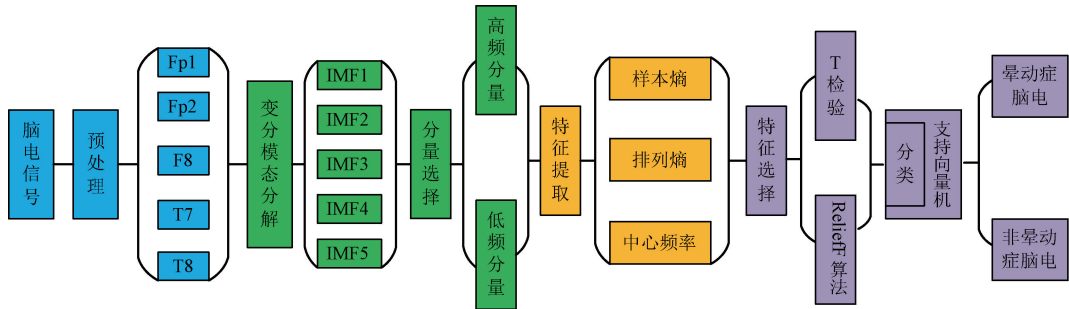 脑电信号
预处理
Fp1
Fp2
F8
T7
T8
变分模态分解
IMF1
IMF2
IMF3
IMF4
IMF5
分量选择
高频分量
低频分量
特征提取
样本熵
排列熵
中心频率
特征选择
T检验
ReliefF算法
分类
支持向量机
晕动症
脑电
非晕动
症脑电